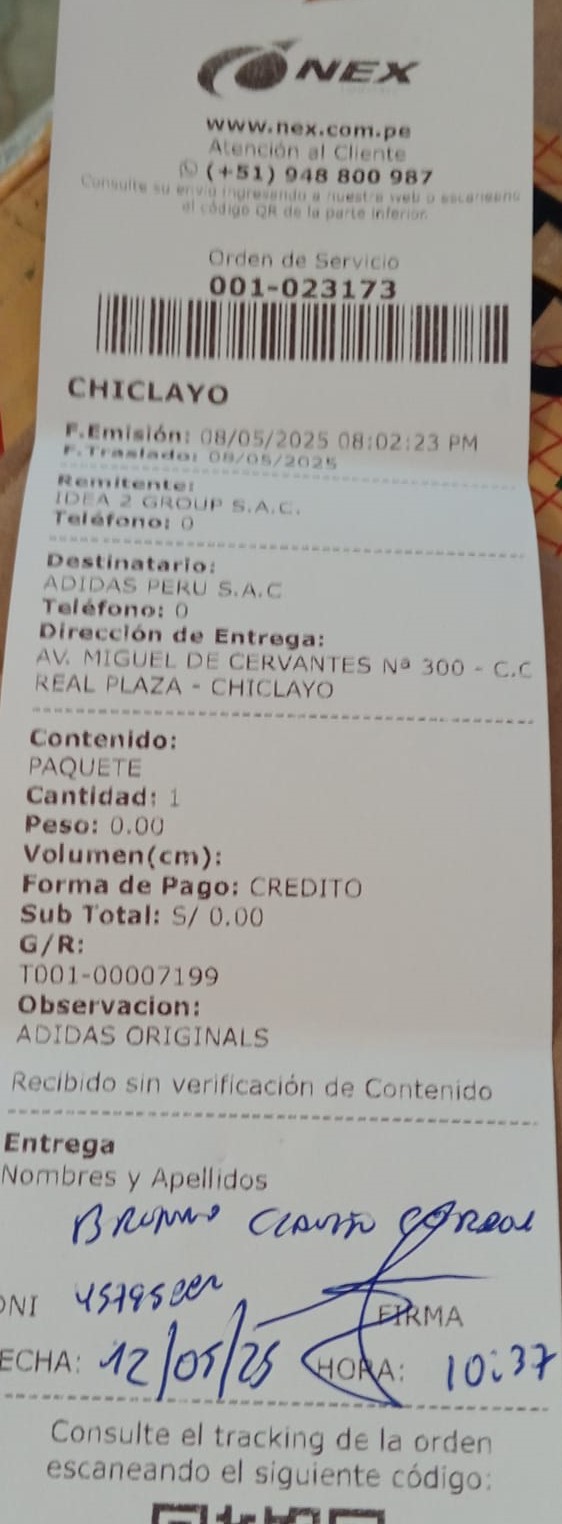 NEX
www.nex.com.pe
Atención al Cliente
(+51) 948 800 987
Consulte su envío ingresando a nuestra web o escaneeno
el código QR de la parte inferior.
Orden de Servicio
001-023173
CHICLAYO
F.Emisión: 08/05/2025 08:02:23 PM
F.Traslado: 08/05/2025
Remitente:
IDEA 2 GROUP S.A.C.
Teléfono: 0
Destinatario:
ADIDAS PERU S.A.C
Teléfono: 0
Dirección de Entrega:
AV. MIGUEL DE CERVANTES Nª 300 - C.C
REAL PLAZA - CHICLAYO
Contenido:
PAQUETE
Cantidad: 1
Peso: 0.00
Volumen(cm):
Forma de Pago: CREDITO
Sub Total: S/ 0.00
G/R:
T001-00007199
Observacion:
ADIDAS ORIGINALS
Recibido sin verificación de Contenido
Entrega
Nombres y Apellidos
DNI
FIRMA
ECHA: 12/05/25 HORA: 10:37
Consulte el tracking de la orden
escaneando el siguiente código: